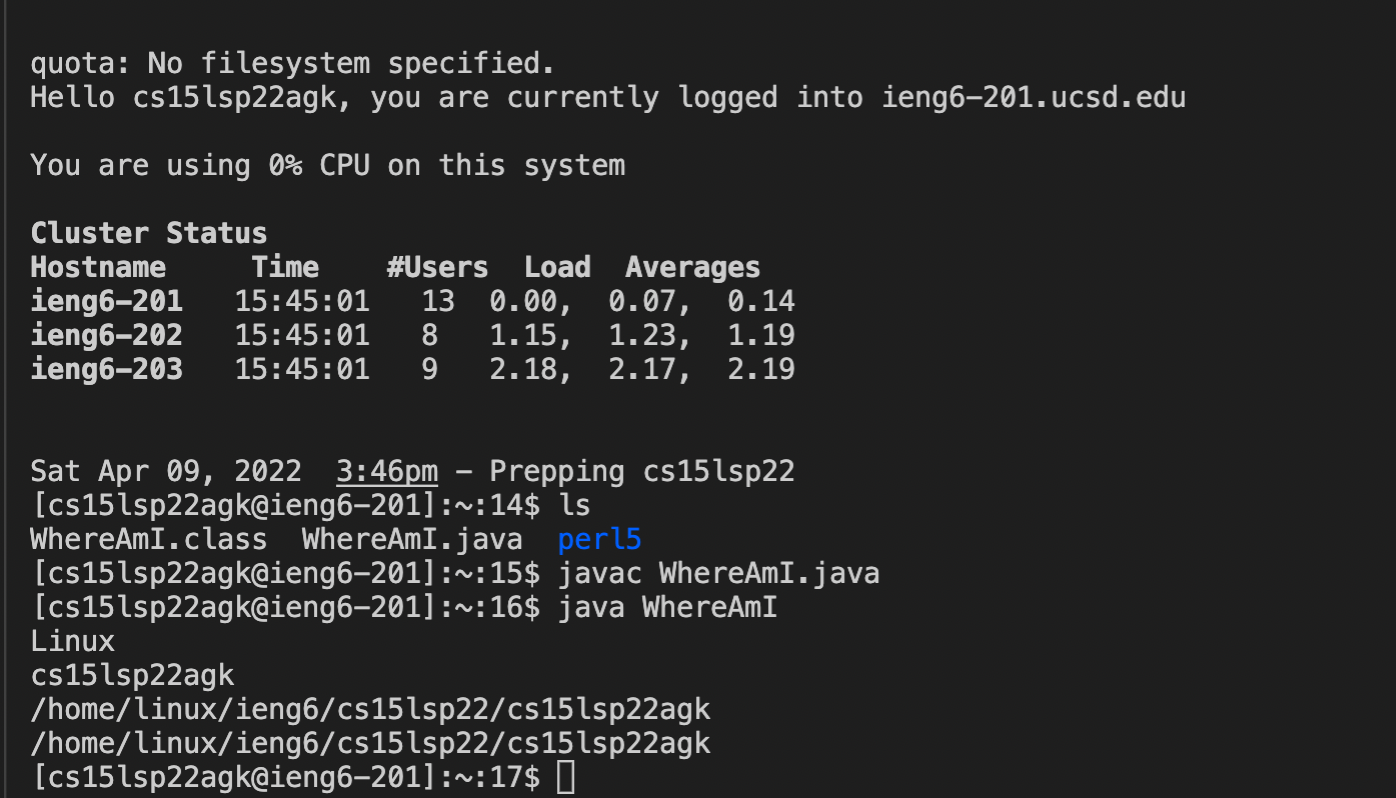 quota: No filesystem specified.
Hello cs15lsp22agk, you are currently logged into ieng6-201.ucsd.edu
You are using 0% CPU on this system
Cluster Status
Hostname     Time    #Users  Load  Averages
ieng6-201   15:45:01   13  0.00,  0.07,  0.14
ieng6-202   15:45:01   8   1.15,  1.23,  1.19
ieng6-203   15:45:01   9   2.18,  2.17,  2.19
Sat Apr 09, 2022  3:46pm - Prepping cs15lsp22
[cs15lsp22agk@ieng6-201]:~:14$ ls
WhereAmI.class  WhereAmI.java  perl5
[cs15lsp22agk@ieng6-201]:~:15$ javac WhereAmI.java
[cs15lsp22agk@ieng6-201]:~:16$ java WhereAmI
Linux
cs15lsp22agk
/home/linux/ieng6/cs15lsp22/cs15lsp22agk
/home/linux/ieng6/cs15lsp22/cs15lsp22agk
[cs15lsp22agk@ieng6-201]:~:17$